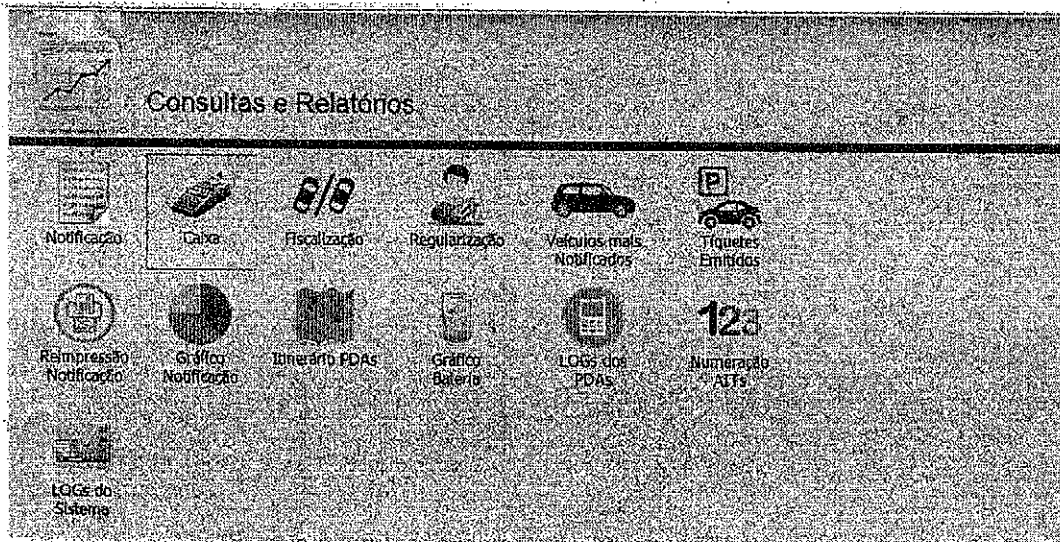 Consultas e Relatórios
Notificação
Caixa
Fiscalização
Regularização
Veículos mais
Notificados
P
Tíquetes
Emitidos
Reimpressão
Notificação
Gráfico
Notificação
Itinerário PDAs
Gráfico
Bateria
LOGs dos
PDAs
123
Numeração
AITs
LOGs do
Sistema